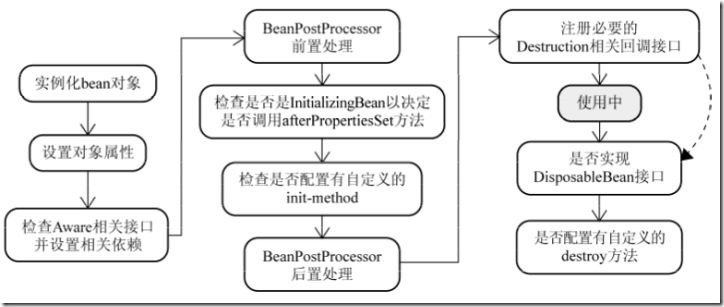 实例化bean对象
设置对象属性
检查Aware相关接口
并设置相关依赖
BeanPostProcessor
前置处理
检查是否是InitializingBean以决定
是否调用afterPropertiesSet方法
检查是否配置有自定义的
init-method
BeanPostProcessor
后置处理
注册必要的
Destruction相关回调接口
使用中
是否实现
DisposableBean接口
是否配置有自定义的
destroy方法